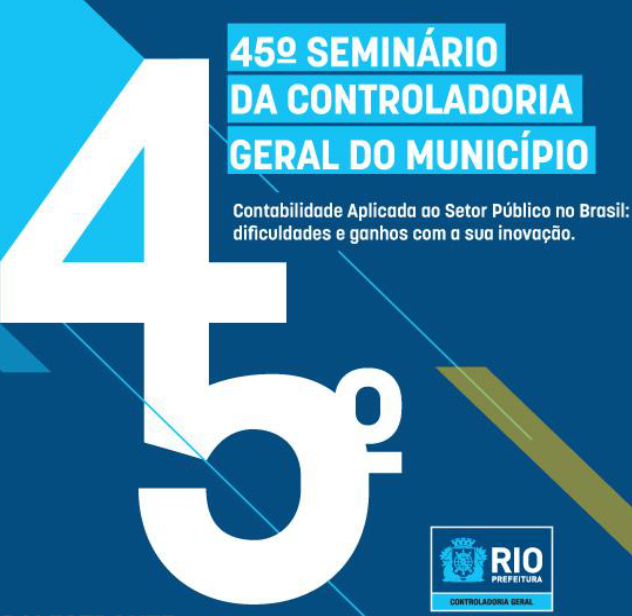 45º SEMINÁRIO
DA CONTROLADORIA
GERAL DO MUNICÍPIO
Contabilidade Aplicada ao Setor Público no Brasil:
dificuldades e ganhos com a sua inovação.
45º
RIO
PREFEITURA
CONTROLADORIA GERAL